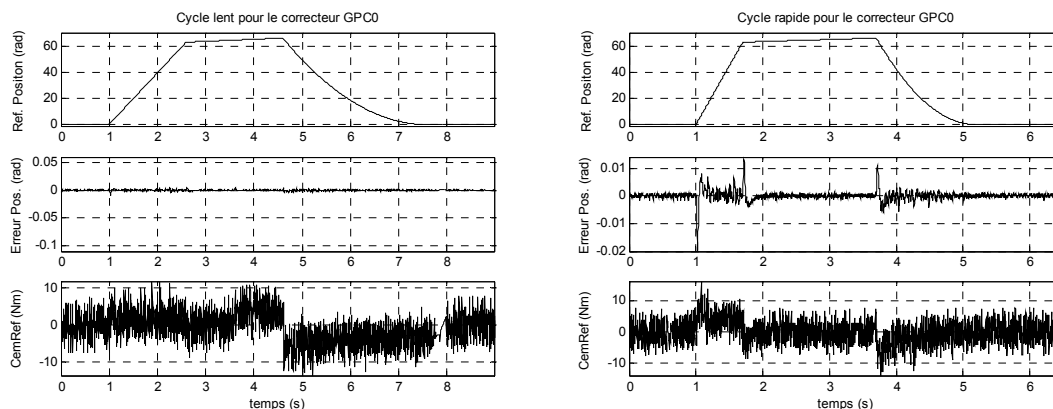 Cycle lent pour le correcteur GPC0
Ref. Positon (rad)
60
40
20
0
0 1 2 3 4 5 6 7 8
Erreur Pos. (rad)
0.05
0
-0.05
-0.1
0 1 2 3 4 5 6 7 8
CemRef (Nm)
10
0
-10
0 1 2 3 4 5 6 7 8
temps (s)
Cycle rapide pour le correcteur GPC0
Ref. Positon (rad)
60
40
20
0
0 1 2 3 4 5 6
Erreur Pos. (rad)
0.01
0
-0.01
-0.02
0 1 2 3 4 5 6
CemRef (Nm)
10
0
-10
0 1 2 3 4 5 6
temps (s)